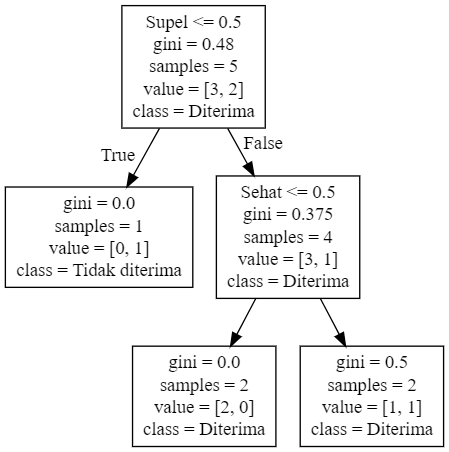 Supel <= 0.5
gini = 0.48
samples = 5
value = [3, 2]
class = Diterima
True
False
gini = 0.0
samples = 1
value = [0, 1]
class = Tidak diterima
Sehat <= 0.5
gini = 0.375
samples = 4
value = [3, 1]
class = Diterima
gini = 0.0
samples = 2
value = [2, 0]
class = Diterima
gini = 0.5
samples = 2
value = [1, 1]
class = Diterima